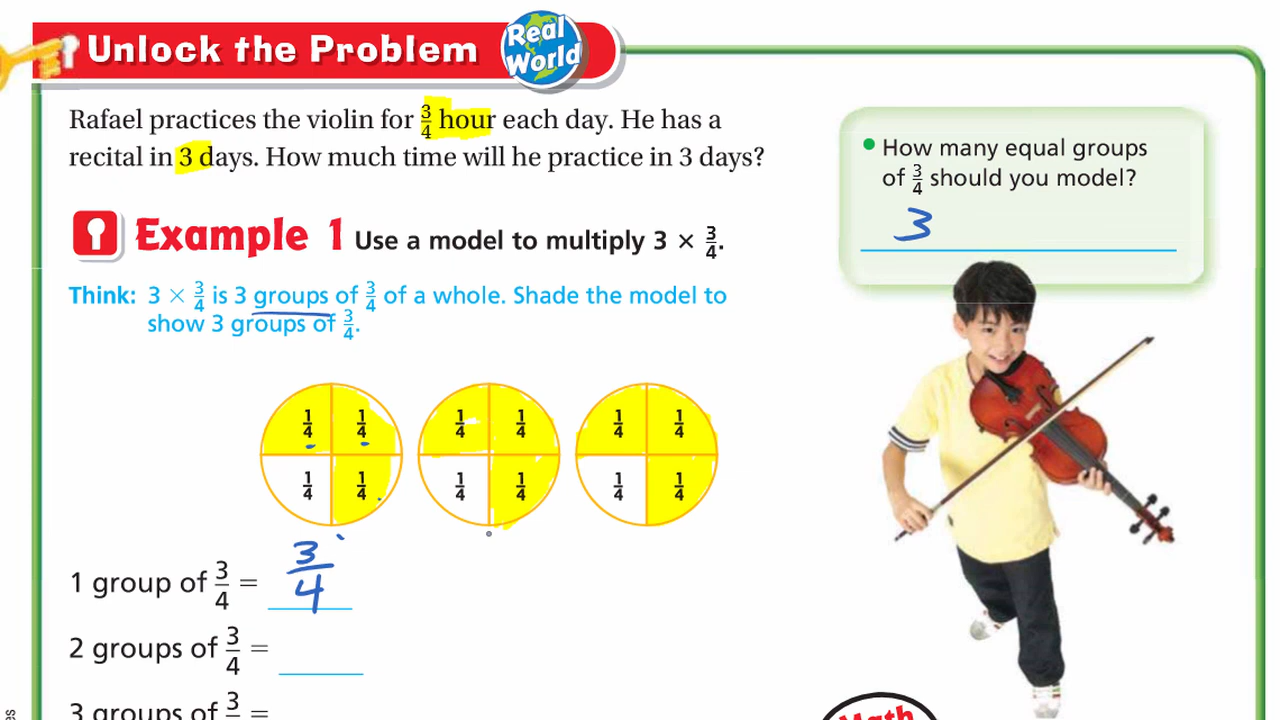 Unlock the Problem
Real
World
Rafael practices the violin for 3/4 hour each day. He has a
recital in 3 days. How much time will he practice in 3 days?
• How many equal groups
of 3/4 should you model?
3
Example 1 Use a model to multiply 3 × 3/4.
Think: 3 × 3/4 is 3 groups of 3/4 of a whole. Shade the model to
show 3 groups of 3/4.
1/4 1/4 1/4 1/4 1/4 1/4
1/4 1/4 1/4 1/4 1/4 1/4
1 group of 3/4 = 3/4
2 groups of 3/4 =
3 groups of 3/ =
Math